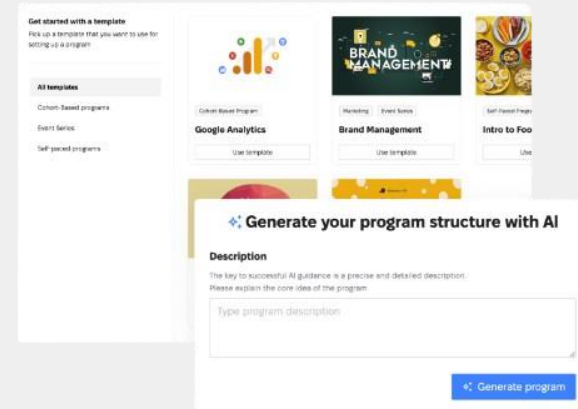 Get started with a template
Pick up a template that you want to use for
setting up a program
All templates
Cohort-Based programs
Event Series
Self-paced programs
Cohort-Based Program
Google Analytics
Use template
BRAND
MANAGEMENT
Marketing
Event Series
Brand Management
Use template
Self-Paced Progra
Intro to Foo
Use
Generate your program structure with AI
Description
The key to successful AI guidance is a precise and detailed description.
Please explain the core idea of the program
Type program description
Generate program